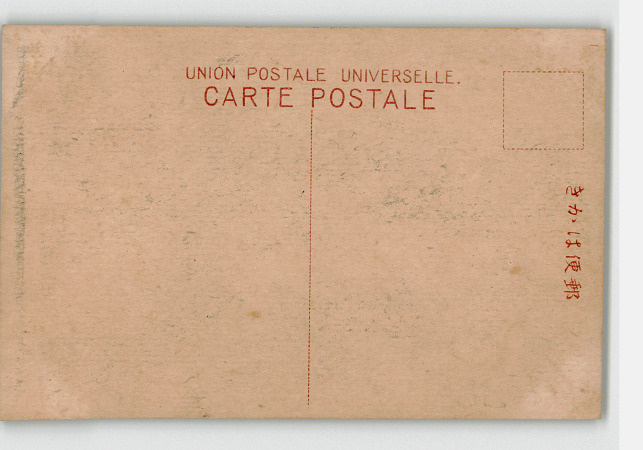 UNION POSTALE UNIVERSELLE.
CARTE POSTALE
きかは便郵